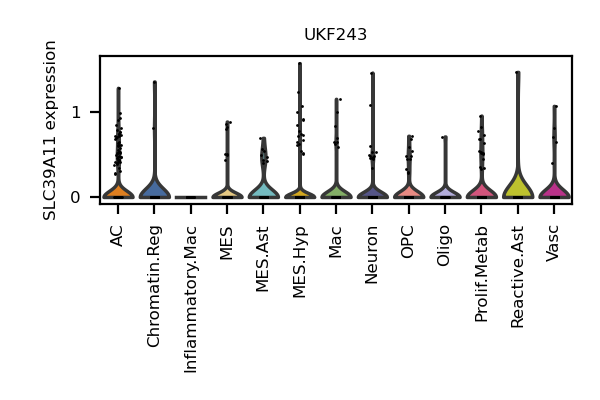 UKF243
SLC39A11 expression
1
0
AC
Chromatin.Reg
Inflammatory.Mac
MES
MES.Ast
MES.Hyp
Mac
Neuron
OPC
Oligo
Prolif.Metab
Reactive.Ast
Vasc